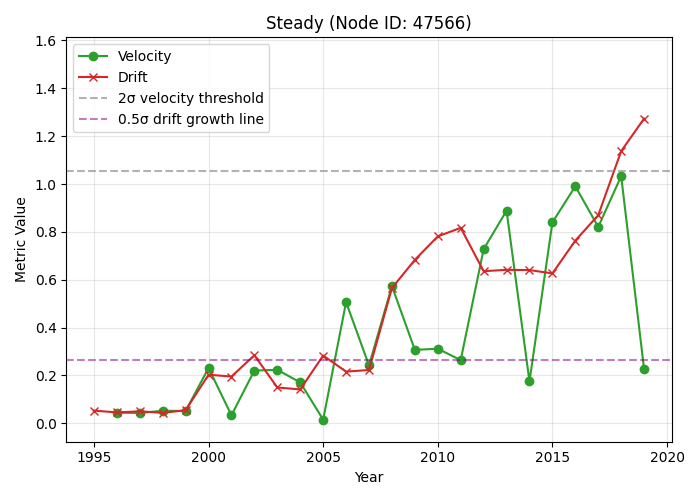 Steady (Node ID: 47566)
Velocity
Drift
2σ velocity threshold
0.5σ drift growth line
Metric Value
1.6
1.4
1.2
1.0
0.8
0.6
0.4
0.2
0.0
1995
2000
2005
2010
2015
2020
Year